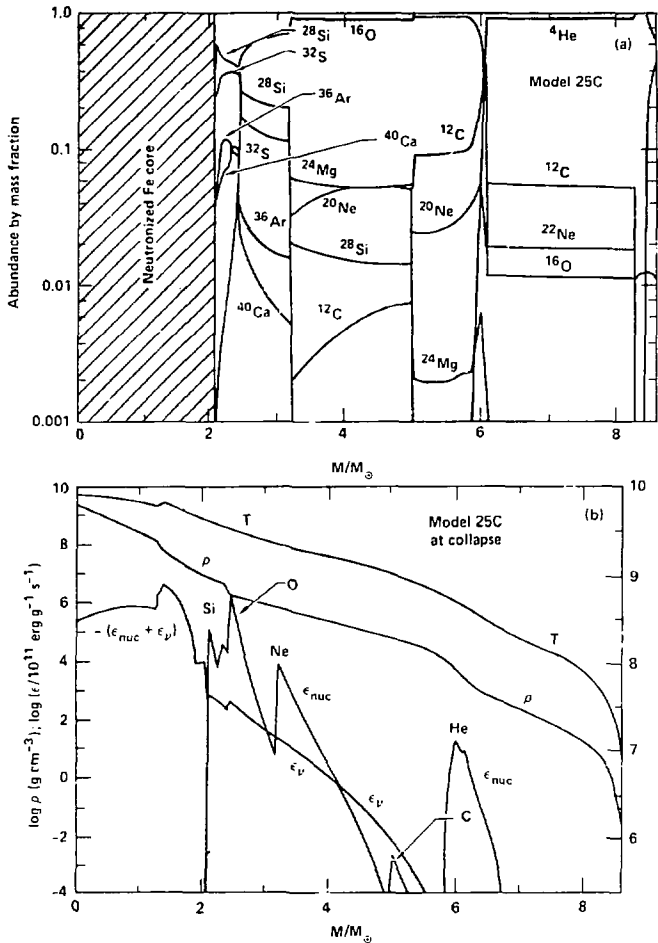 1.0
0.1
0.01
0.001
Abundance by mass fraction
Neutronized Fe core
28Si
16O
32S
28Si
36Ar
40Ca
32S
24Mg
20Ne
36Ar
28Si
40Ca
12C
12C
20Ne
24Mg
4He
(a)
Model 25C
12C
22Ne
16O
0
2
4
6
8
M/M☉
10
8
6
4
2
0
-2
-4
log ρ (g cm⁻³); log (ε/10¹¹ erg g⁻¹ s⁻¹)
T
Model 25C
at collapse
(b)
ρ
O
Si
− (εnuc + εν)
Ne
εnuc
T
ρ
He
εnuc
εν
εν
C
10
9
8
7
6
0
2
4
6
8
M/M☉